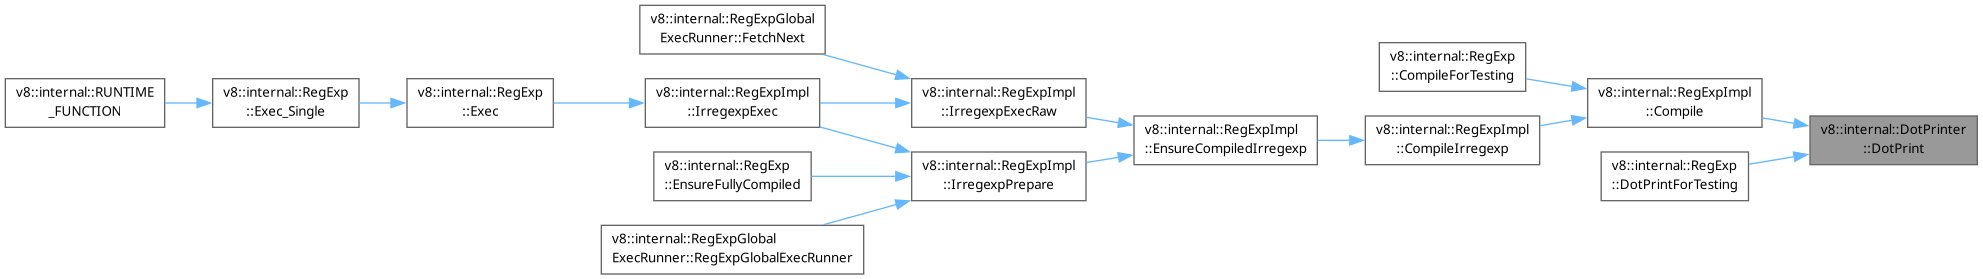 v8::internal::RegExpGlobal
ExecRunner::FetchNext
v8::internal::RUNTIME
_FUNCTION
v8::internal::RegExp
::Exec_Single
v8::internal::RegExp
::Exec
v8::internal::RegExpImpl
::IrregexpExec
v8::internal::RegExp
::EnsureFullyCompiled
v8::internal::RegExpGlobal
ExecRunner::RegExpGlobalExecRunner
v8::internal::RegExpImpl
::IrregexpExecRaw
v8::internal::RegExpImpl
::IrregexpPrepare
v8::internal::RegExpImpl
::EnsureCompiledIrregexp
v8::internal::RegExp
::CompileForTesting
v8::internal::RegExpImpl
::CompileIrregexp
v8::internal::RegExpImpl
::Compile
v8::internal::RegExp
::DotPrintForTesting
v8::internal::DotPrinter
::DotPrint